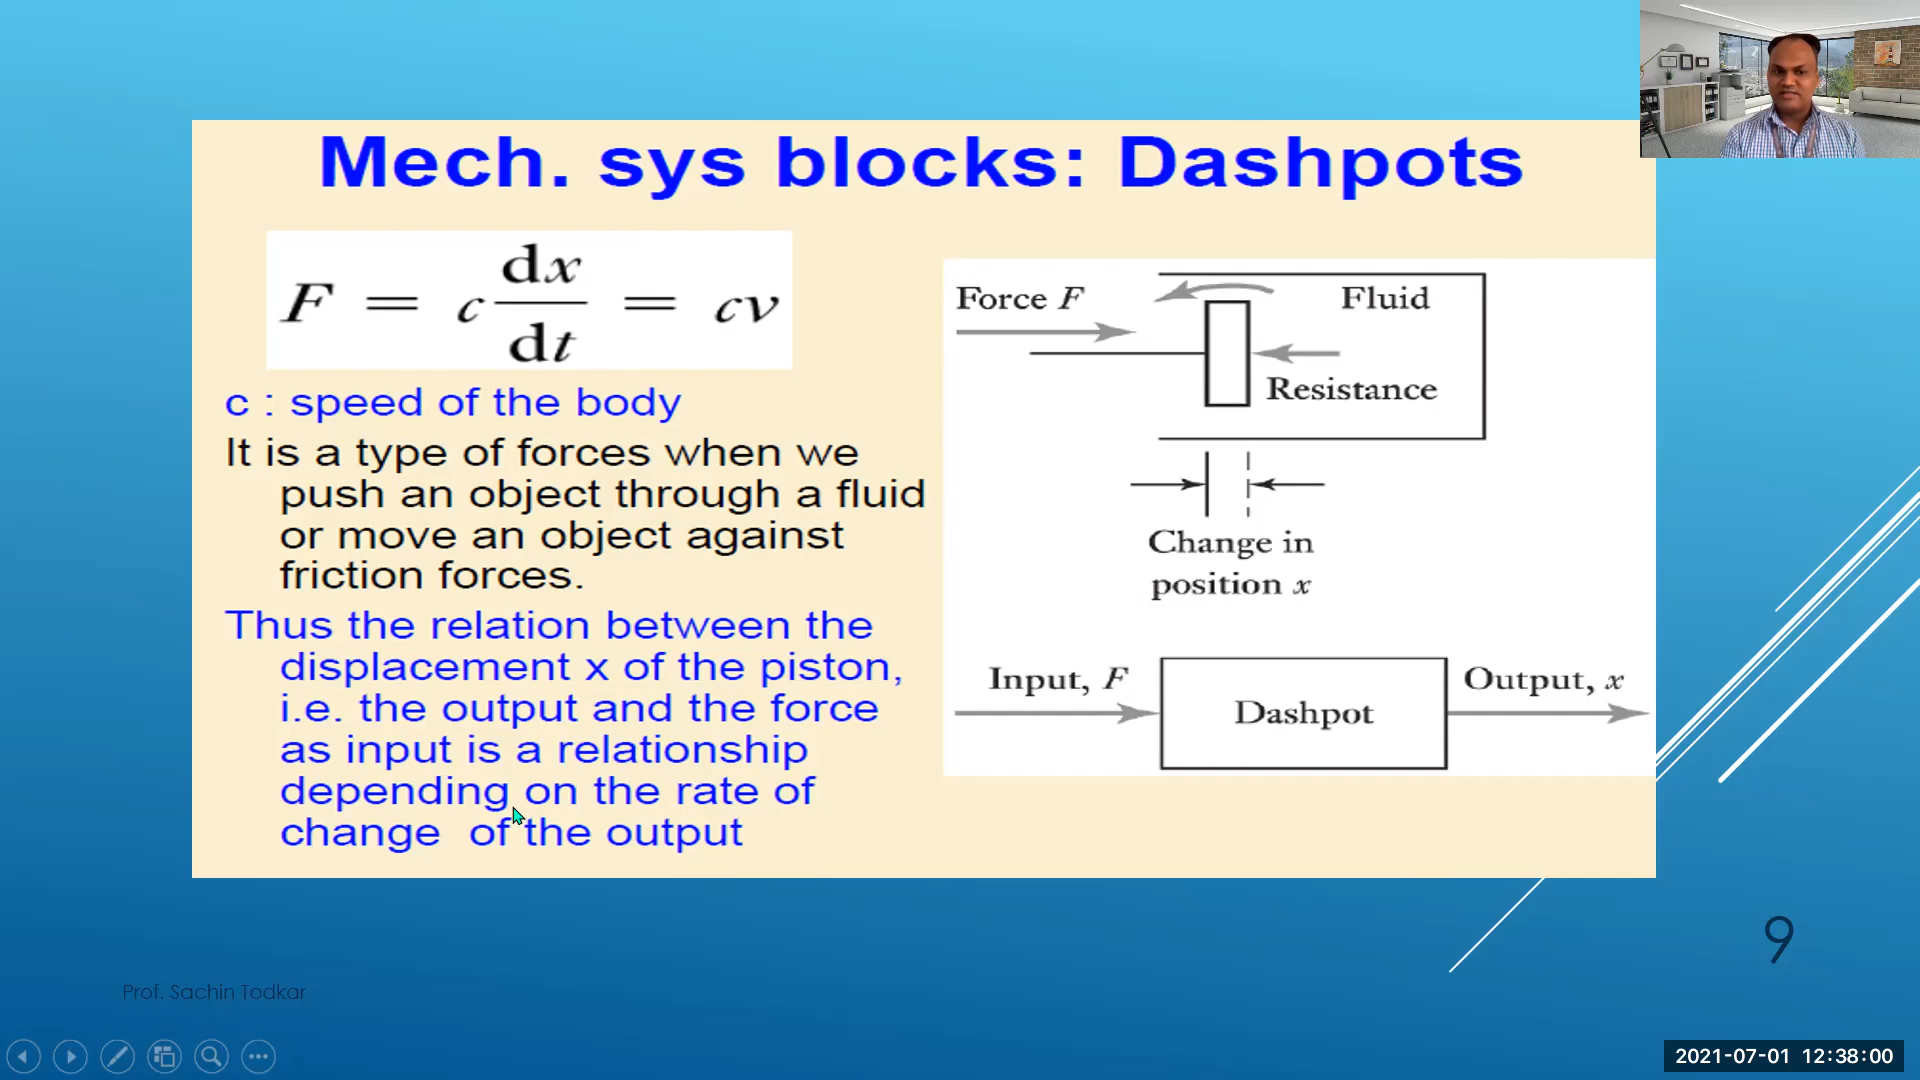 Mech. sys blocks: Dashpots
F = c dx/dt = cv
c : speed of the body
It is a type of forces when we
push an object through a fluid
or move an object against
friction forces.
Thus the relation between the
displacement x of the piston,
i.e. the output and the force
as input is a relationship
depending on the rate of
change of the output
Force F
Fluid
Resistance
Change in
position x
Input, F
Dashpot
Output, x
9
Prof. Sachin Todkar
2021-07-01 12:38:00